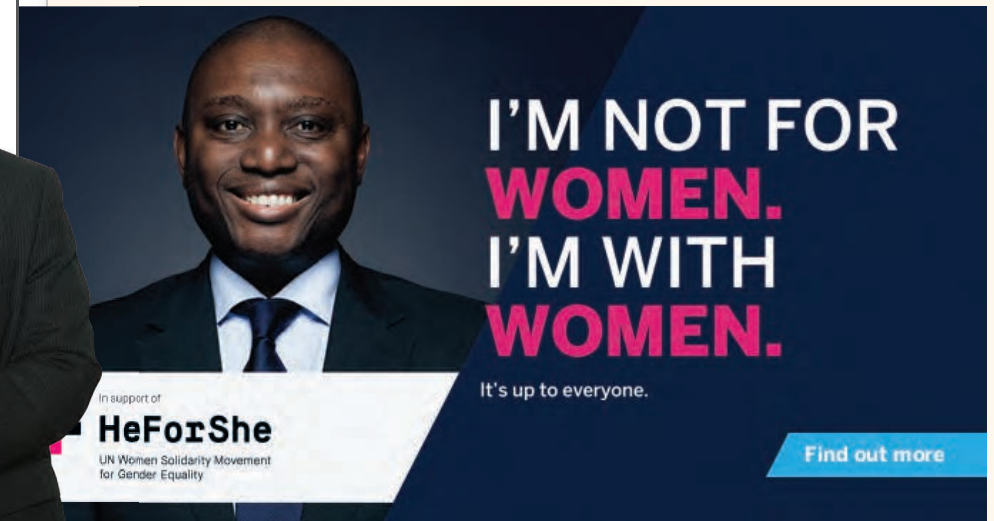 I'M NOT FOR
WOMEN.
I'M WITH
WOMEN.
It's up to everyone.
In support of
HeForShe
UN Women Solidarity Movement
for Gender Equality
Find out more